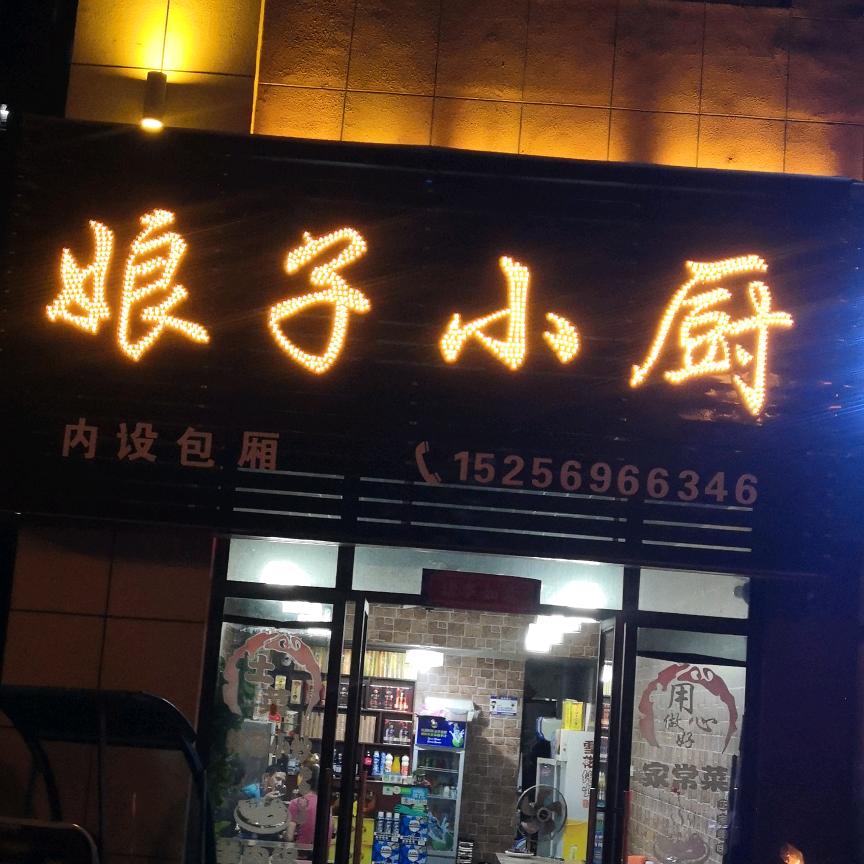 娘子小厨
内设包厢
15256966346
用
做心
好
家常菜